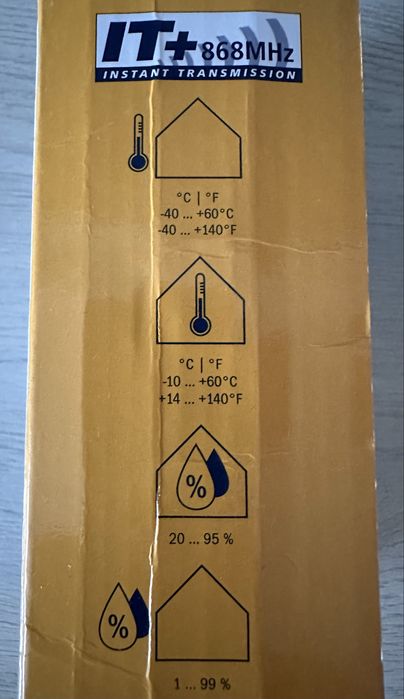 IT+ 868MHz
INSTANT TRANSMISSION
°C | °F
-40 ... +60°C
-40 ... +140°F
°C | °F
-10 ... +60°C
+14 ... +140°F
%
20 ... 95 %
%
1 ... 99 %